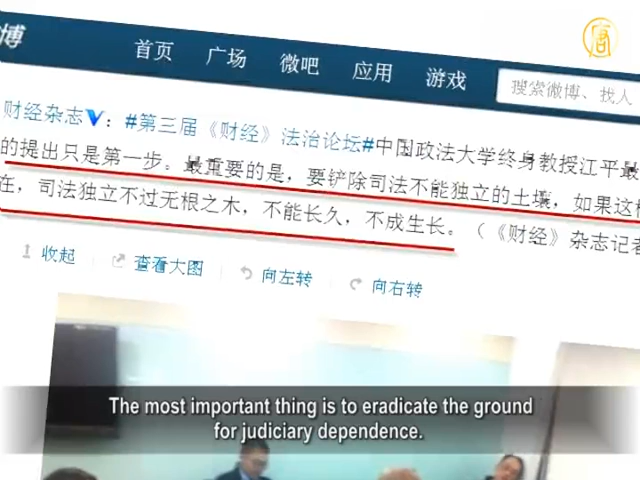 唐
博 首页 广场 微吧 应用 游戏 搜索微博、找人
财经杂志V：#第三届《财经》法治论坛#中国政法大学终身教授江平最
的提出只是第一步。最重要的是，要铲除司法不能独立的土壤，如果这
在，司法独立不过无根之木，不能长久，不成生长。（《财经》杂志记者
收起 查看大图 向左转 向右转
The most important thing is to eradicate the ground
for judiciary dependence.